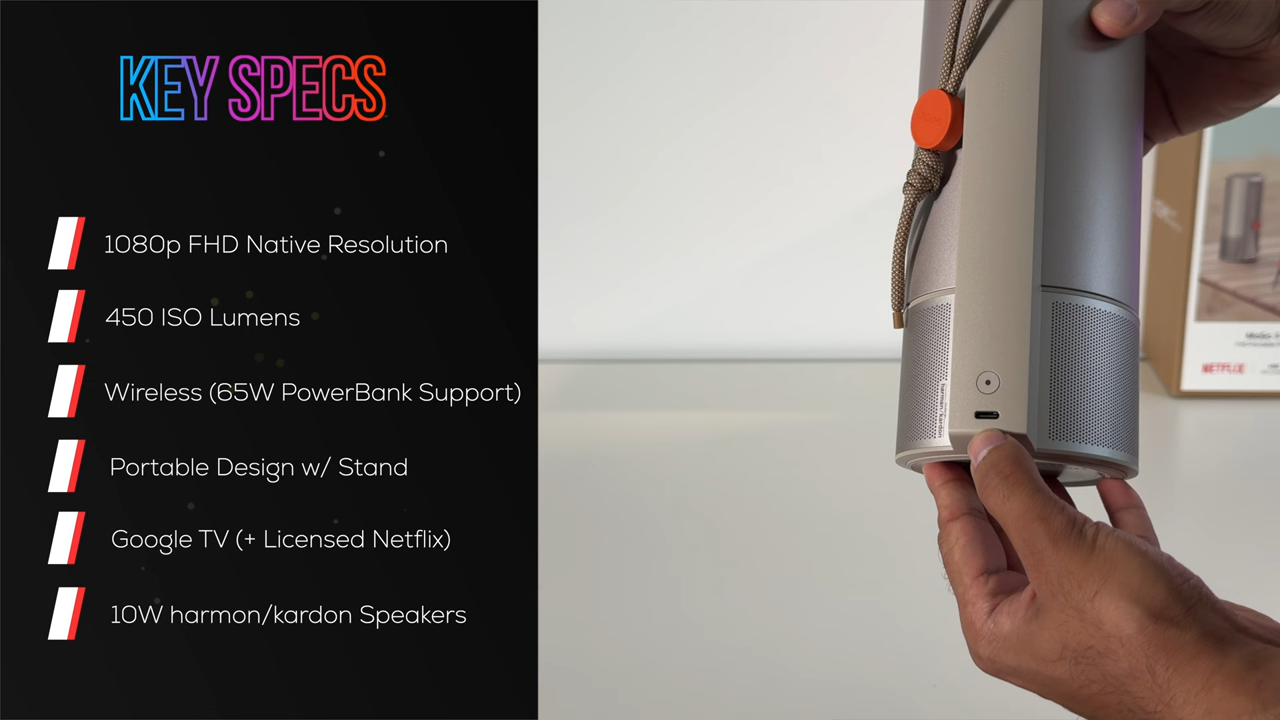 KEY SPECS
1080p FHD Native Resolution
450 ISO Lumens
Wireless (65W PowerBank Support)
Portable Design w/ Stand
Google TV (+ Licensed Netflix)
10W harmon/kardon Speakers
harman/kardon
NETFLIX